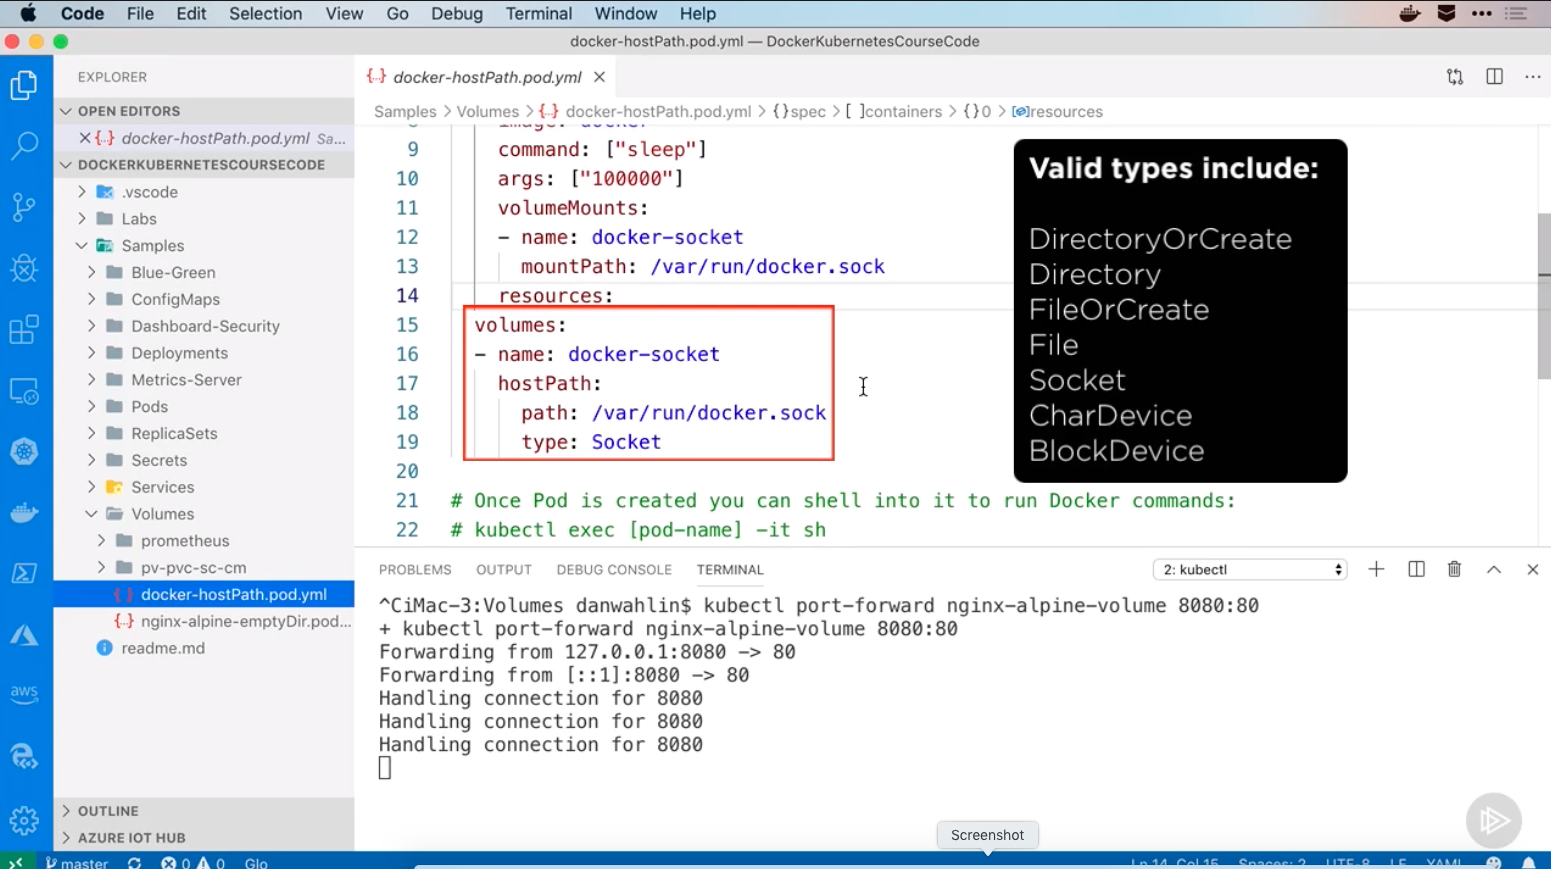 Code File Edit Selection View Go Debug Terminal Window Help
docker-hostPath.pod.yml — DockerKubernetesCourseCode
EXPLORER
OPEN EDITORS
docker-hostPath.pod.yml Sa...
DOCKERKUBERNETESCOURSECODE
.vscode
Labs
Samples
Blue-Green
ConfigMaps
Dashboard-Security
Deployments
Metrics-Server
Pods
ReplicaSets
Secrets
Services
Volumes
prometheus
pv-pvc-sc-cm
docker-hostPath.pod.yml
nginx-alpine-emptyDir.pod...
readme.md
OUTLINE
AZURE IOT HUB
aws
docker-hostPath.pod.yml
Samples > Volumes > {..} docker-hostPath.pod.yml > {} spec > [ ] containers > {} 0 > resources
image: docker
9 command: ["sleep"]
10 args: ["100000"]
11 volumeMounts:
12 - name: docker-socket
13 mountPath: /var/run/docker.sock
14 resources:
15 volumes:
16 - name: docker-socket
17 hostPath:
18 path: /var/run/docker.sock
19 type: Socket
20
21 # Once Pod is created you can shell into it to run Docker commands:
22 # kubectl exec [pod-name] -it sh
Valid types include:
DirectoryOrCreate
Directory
FileOrCreate
File
Socket
CharDevice
BlockDevice
PROBLEMS OUTPUT DEBUG CONSOLE TERMINAL 2: kubectl
^CiMac-3:Volumes danwahlin$ kubectl port-forward nginx-alpine-volume 8080:80
+ kubectl port-forward nginx-alpine-volume 8080:80
Forwarding from 127.0.0.1:8080 -> 80
Forwarding from [::1]:8080 -> 80
Handling connection for 8080
Handling connection for 8080
Handling connection for 8080
Screenshot
master 0 0 Glo Ln 14, Col 15 Spaces: 2 UTF-8 LF YAML